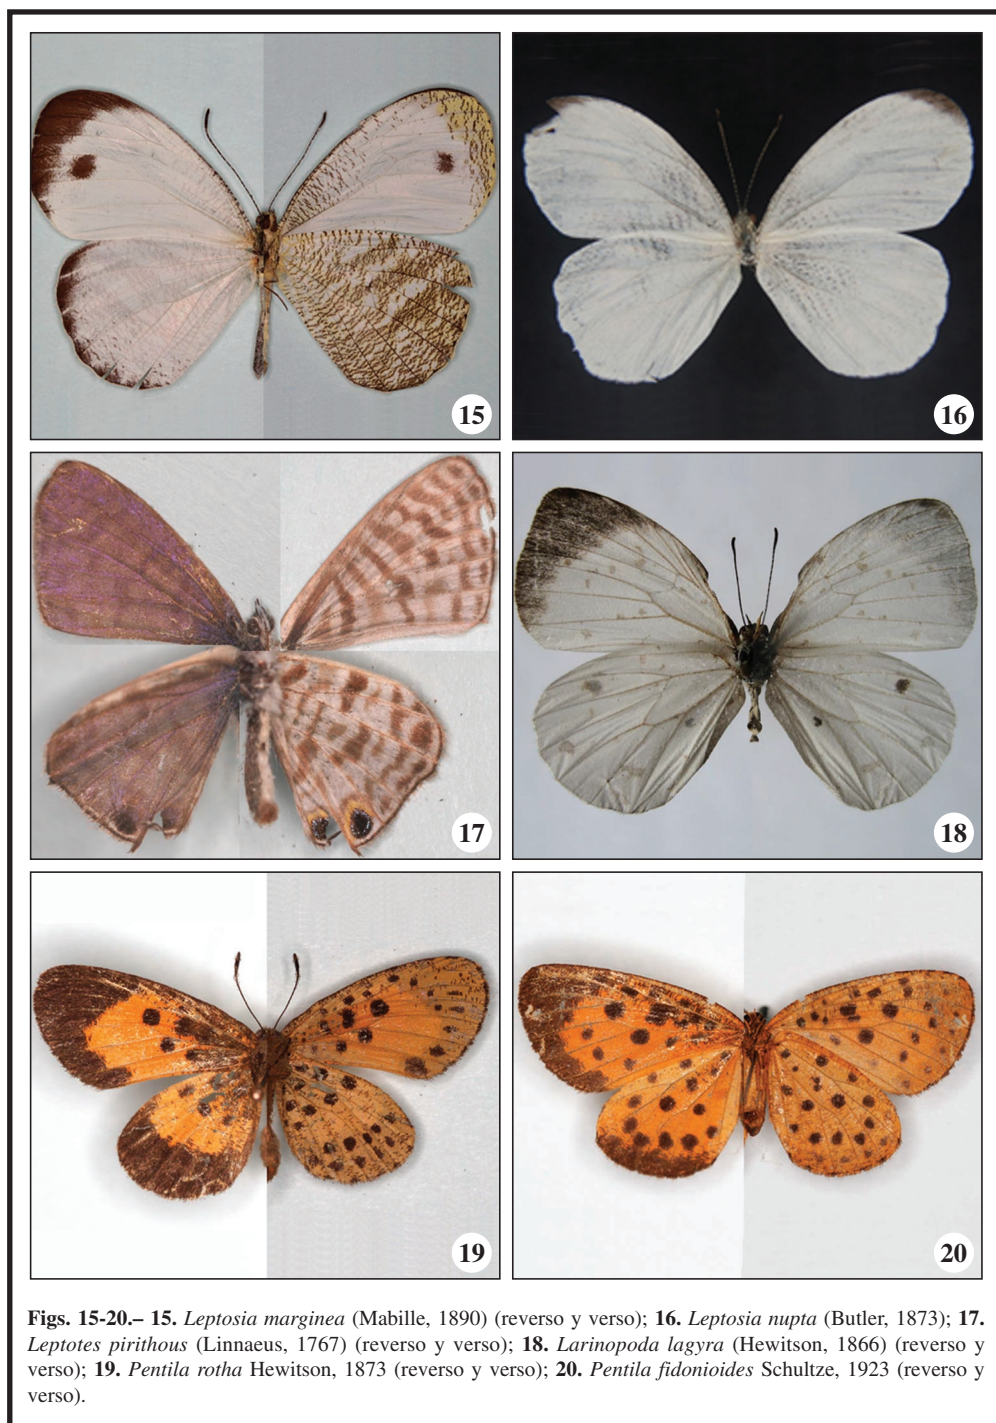 15
16
17
18
19
20
Figs. 15-20.– 15. Leptosia marginea (Mabille, 1890) (reverso y verso); 16. Leptosia nupta (Butler, 1873); 17.
Leptotes pirithous (Linnaeus, 1767) (reverso y verso); 18. Larinopoda lagyra (Hewitson, 1866) (reverso y
verso); 19. Pentila rotha Hewitson, 1873 (reverso y verso); 20. Pentila fidonioides Schultze, 1923 (reverso y
verso).